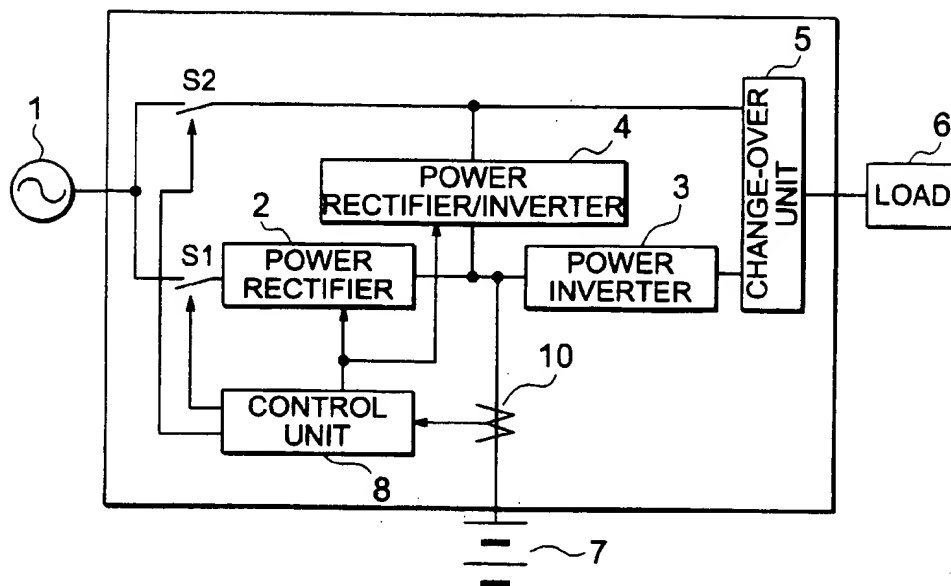 5
S2
1
4
6
POWER
RECTIFIER/INVERTER
CHANGE-OVER
UNIT
LOAD
2
3
S1
POWER
RECTIFIER
POWER
INVERTER
10
CONTROL
UNIT
8
7